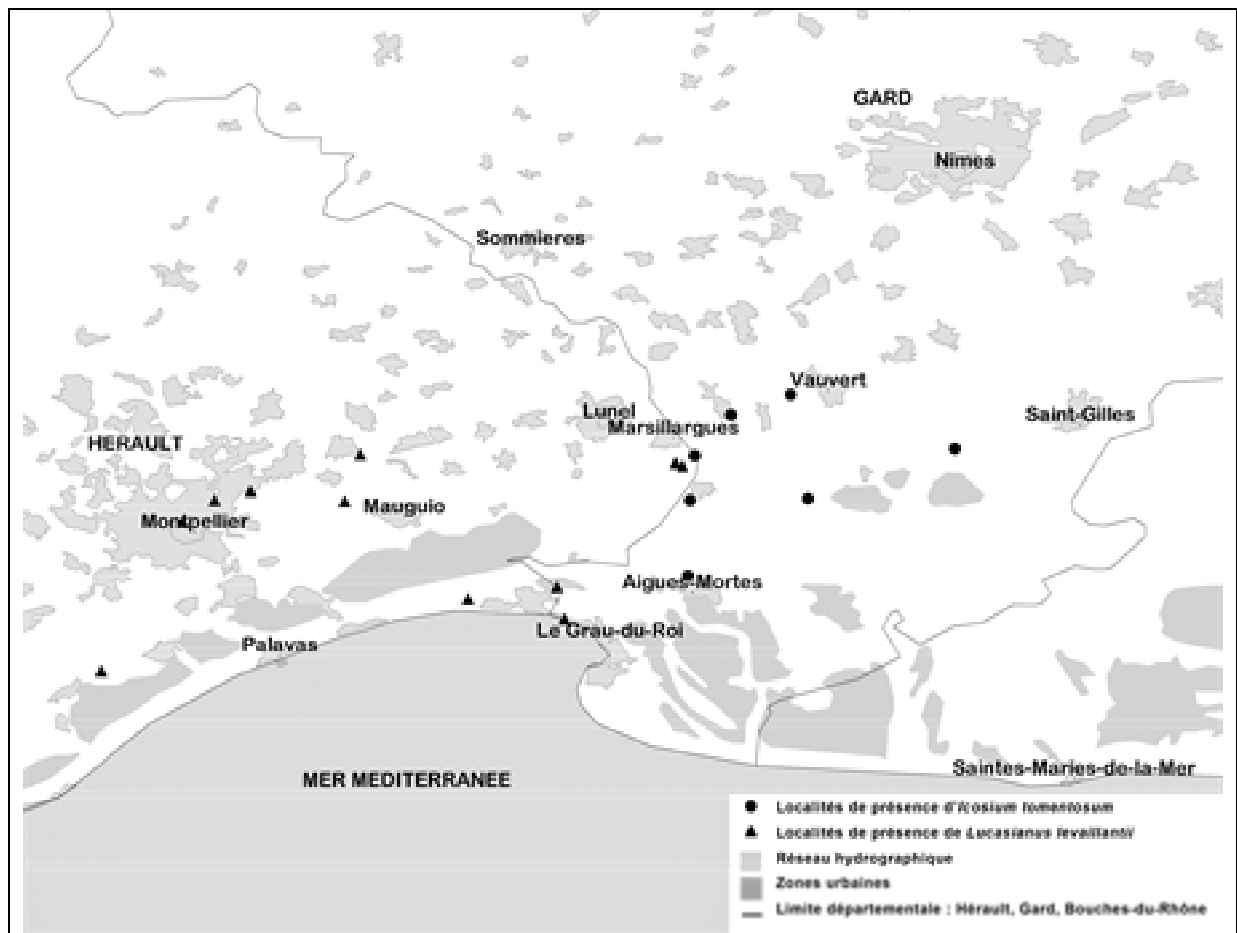 GARD
Nîmes
Sommieres
Vauvert
Lunel
Saint-Gilles
Marsillargues
HERAULT
Mauguio
Montpellier
Aigues-Mortes
Le Grau-du-Roi
Palavas
Saintes-Maries-de-la-Mer
MER MEDITERRANEE
Localités de présence d'Icosium tomentosum
Localités de présence de Lucasianus levaillantii
Réseau hydrographique
Zones urbaines
Limite départementale : Hérault, Gard, Bouches-du-Rhône